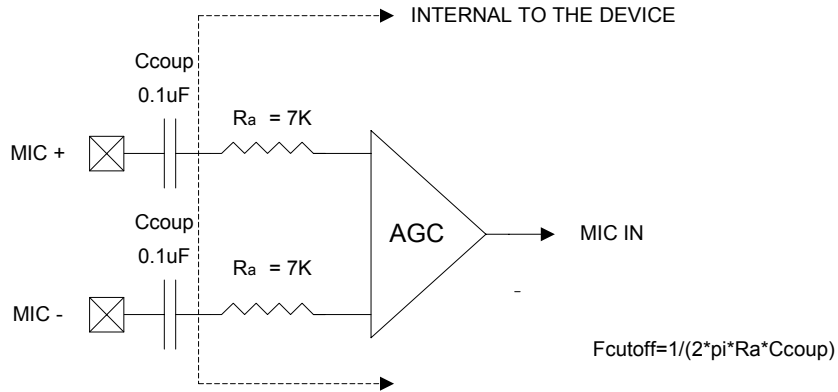 INTERNAL TO THE DEVICE
Ccoup
0.1uF
Ra = 7K
MIC +
Ccoup
0.1uF
AGC
MIC IN
Ra = 7K
MIC -
Fcutoff=1/(2*pi*Ra*Ccoup)